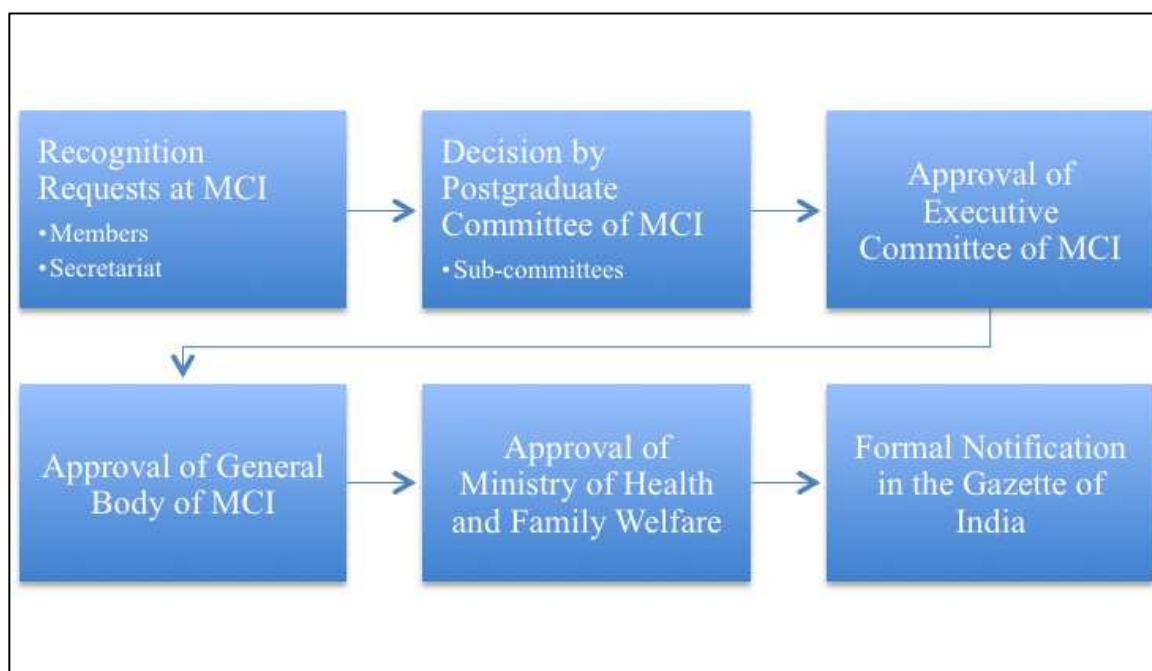 Recognition
Requests at MCI
•Members
•Secretariat
Decision by
Postgraduate
Committee of MCI
•Sub-committees
Approval of
Executive
Committee of MCI
Approval of General
Body of MCI
Approval of
Ministry of Health
and Family Welfare
Formal Notification
in the Gazette of
India